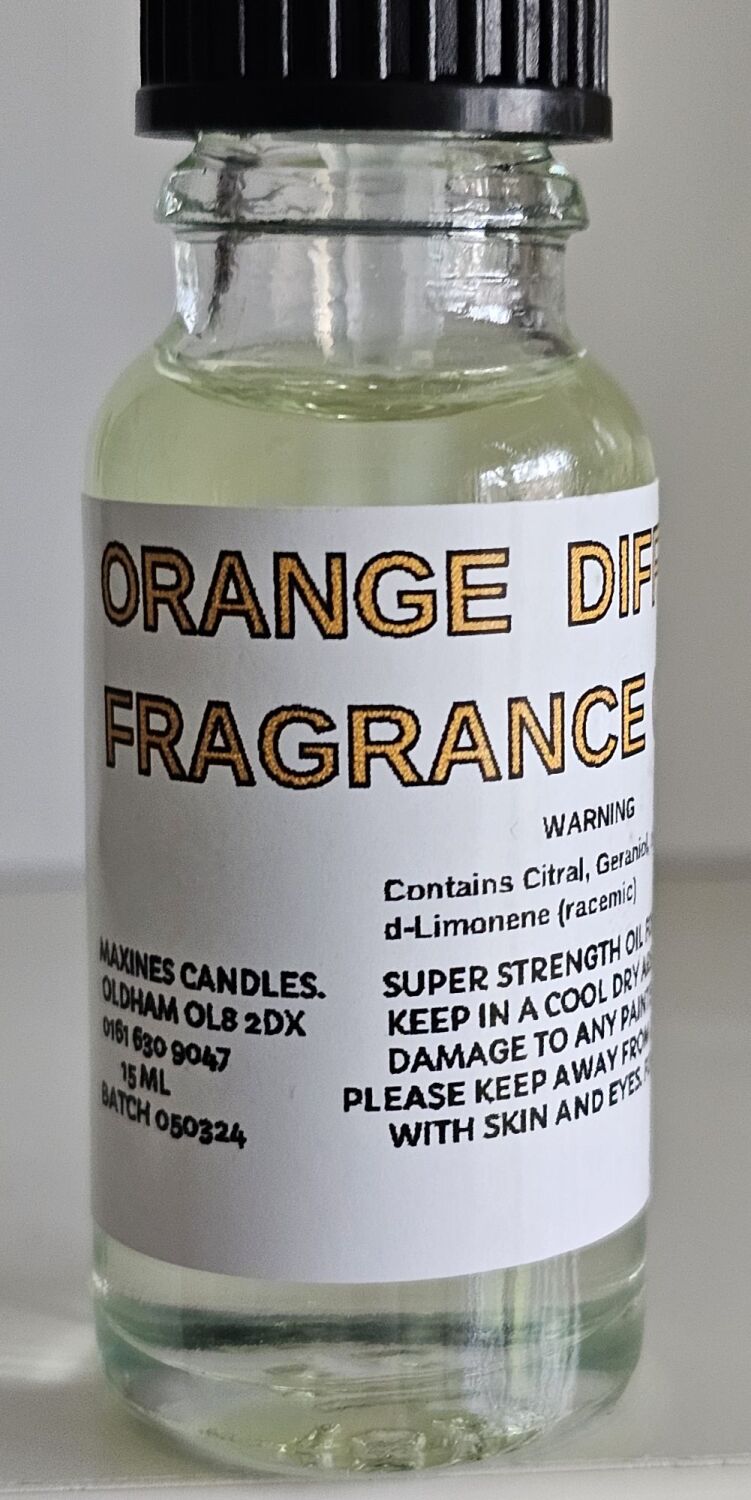 ORANGE DIFF
FRAGRANCE
WARNING
Contains Citral, Geraniol,
d-Limonene (racemic)
MAXINES CANDLES.
OLDHAM OL8 2DX
0161 630 9047
15 ML
BATCH 050324
SUPER STRENGTH OIL
KEEP IN A COOL DRY
DAMAGE TO ANY
PLEASE KEEP AWAY FROM
WITH SKIN AND EYES.